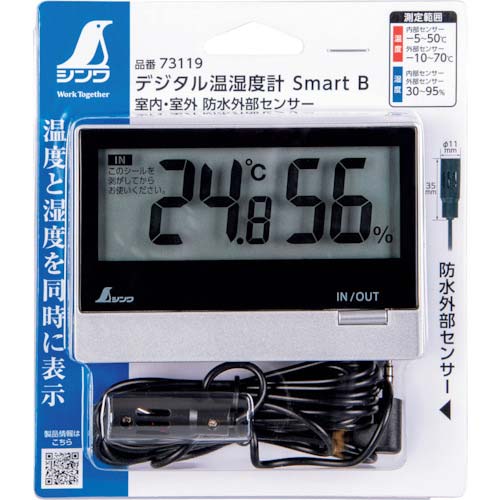 シンワ
Work Together
品番 73119
デジタル温湿度計 Smart B
室内・室外 防水外部センサー
測定範囲
温度
内部センサー
−5~50℃
外部センサー
−10~70℃
湿度
内部センサー
外部センサー
30~95%
温度と湿度を同時に表示
IN
このシールを
剥がしてから
お使いください。
24.8℃ 56%
シンワ
IN/OUT
φ11
mm
35
mm
防水外部センサー
製品情報は
こちら